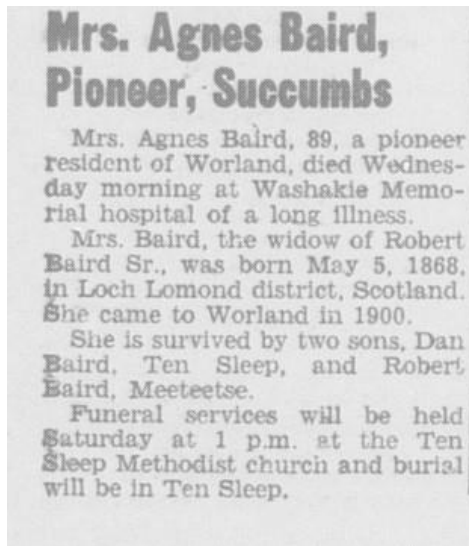 Mrs. Agnes Baird,
Pioneer, Succumbs
Mrs. Agnes Baird, 89, a pioneer
resident of Worland, died Wednes-
day morning at Washakie Memo-
rial hospital of a long illness.
Mrs. Baird, the widow of Robert
Baird Sr., was born May 5, 1868,
in Loch Lomond district, Scotland.
She came to Worland in 1900.
She is survived by two sons, Dan
Baird, Ten Sleep, and Robert
Baird, Meeteetse.
Funeral services will be held
Saturday at 1 p.m. at the Ten
Sleep Methodist church and burial
will be in Ten Sleep.